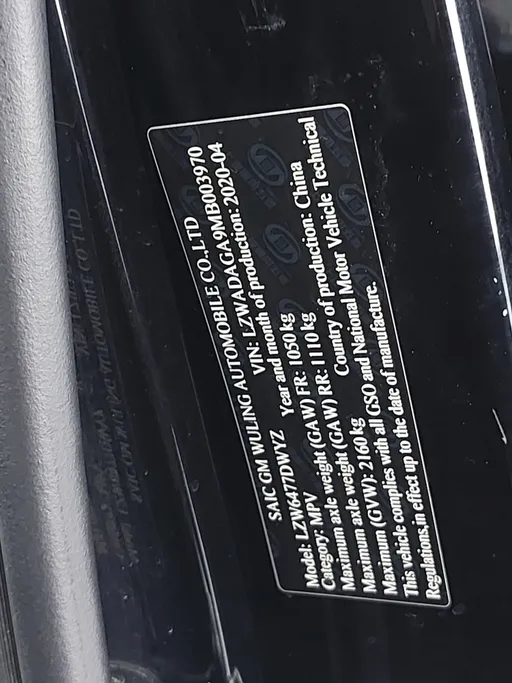 SAIC GM WULING AUTOMOBILE CO.,LTD
Model: LZW6477DWYZ VIN: LZWADAGA9MB003970
Category: MPV Year and month of production: 2020-04
Maximum axle weight (GAW) FR: 1050 kg
Maximum axle weight (GAW) RR: 1110 kg
Maximum (GVW): 2160 kg Country of production: China
This vehicle complies with all GSO and National Motor Vehicle Technical
Regulations,in effect up to the date of manufacture.